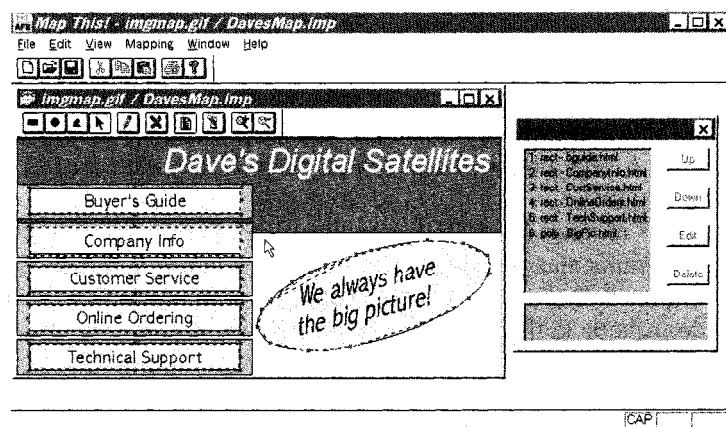 Map This! - imgmap.gif / DavesMap.imp
File Edit View Mapping Window Help
imgmap.gif / DavesMap.imp
Dave's Digital Satellites
Buyer's Guide
Company Info
Customer Service
Online Ordering
Technical Support
We always have
the big picture!
1. rect - bguide.html
2. rect - CompanyInfo.html
3. rect - CustService.html
4. rect - OnlineOrders.html
5. rect - TechSupport.html
6. poly - BigPic.html
Up
Down
Edit
Delete
CAP